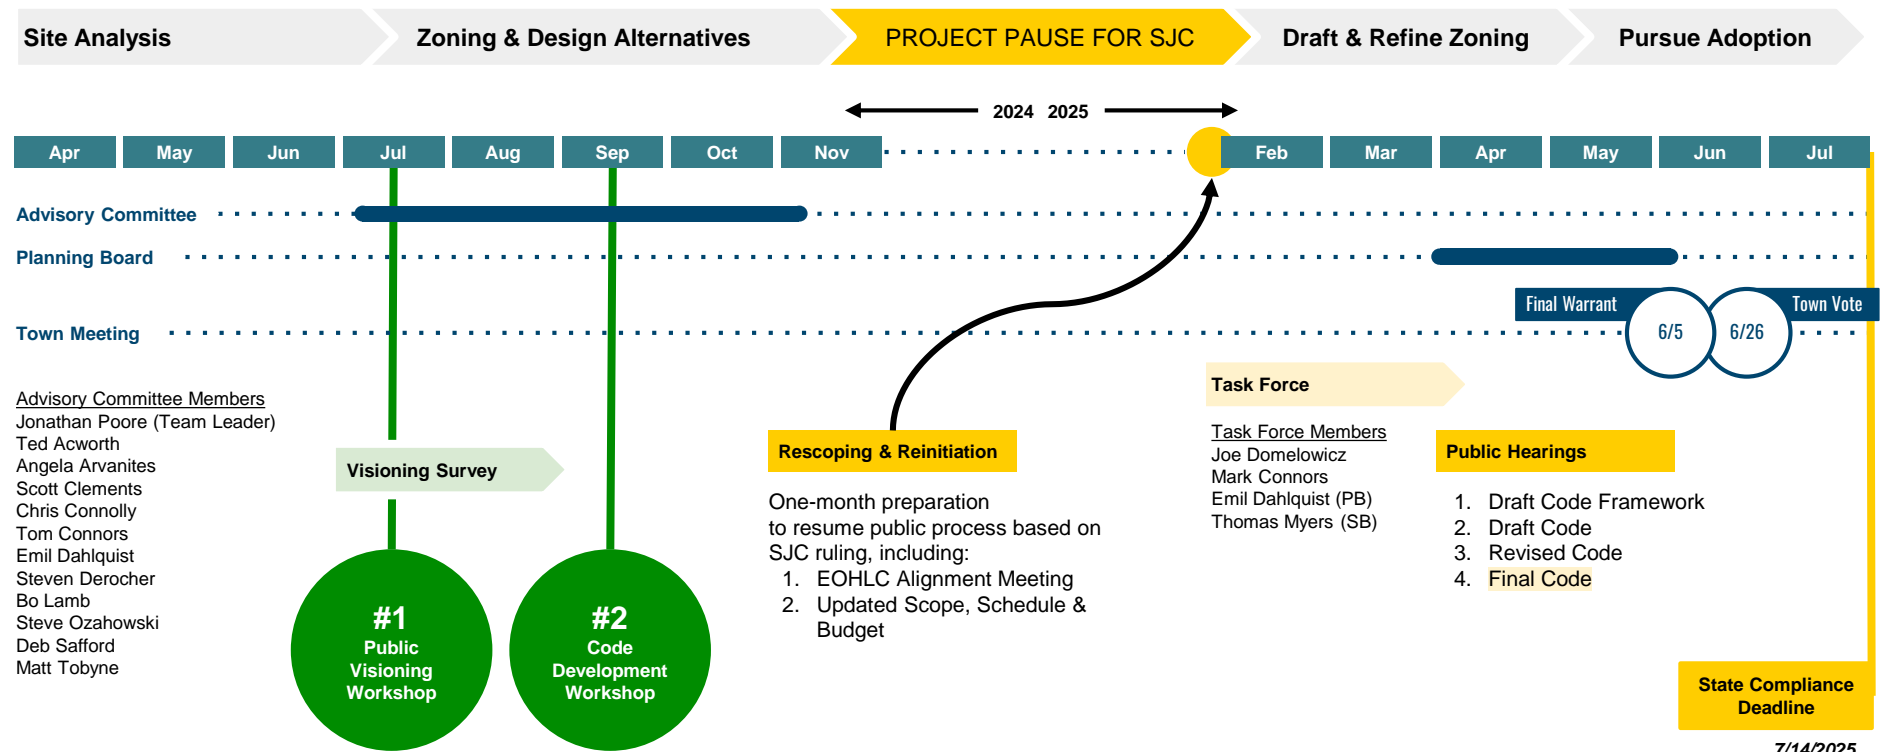 Site Analysis
Zoning & Design Alternatives
PROJECT PAUSE FOR SJC
Draft & Refine Zoning
Pursue Adoption
2024 2025
Apr May Jun Jul Aug Sep Oct Nov Feb Mar Apr May Jun Jul
Advisory Committee
Planning Board
Final Warrant
6/5
6/26
Town Vote
Town Meeting
Advisory Committee Members
Jonathan Poore (Team Leader)
Ted Acworth
Angela Arvanites
Scott Clements
Chris Connolly
Tom Connors
Emil Dahlquist
Steven Derocher
Bo Lamb
Steve Ozahowski
Deb Safford
Matt Tobyne
Visioning Survey
#1
Public
Visioning
Workshop
#2
Code
Development
Workshop
Rescoping & Reinitiation
One-month preparation
to resume public process based on
SJC ruling, including:
1. EOHLC Alignment Meeting
2. Updated Scope, Schedule &
Budget
Task Force
Task Force Members
Joe Domelowicz
Mark Connors
Emil Dahlquist (PB)
Thomas Myers (SB)
Public Hearings
1. Draft Code Framework
2. Draft Code
3. Revised Code
4. Final Code
State Compliance
Deadline
7/14/2025